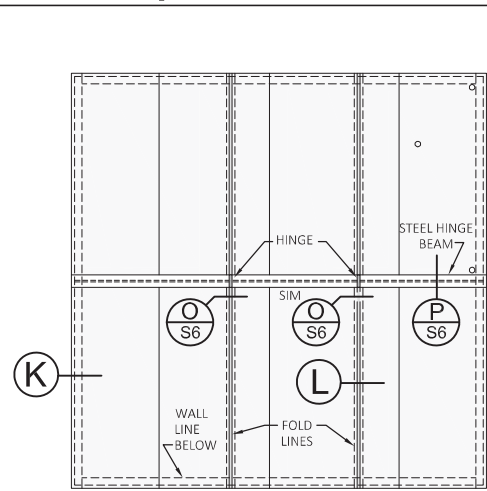 HINGE
STEEL HINGE
BEAM
SIM
O
S6
O
S6
P
S6
K
L
WALL
LINE
BELOW
FOLD
LINES